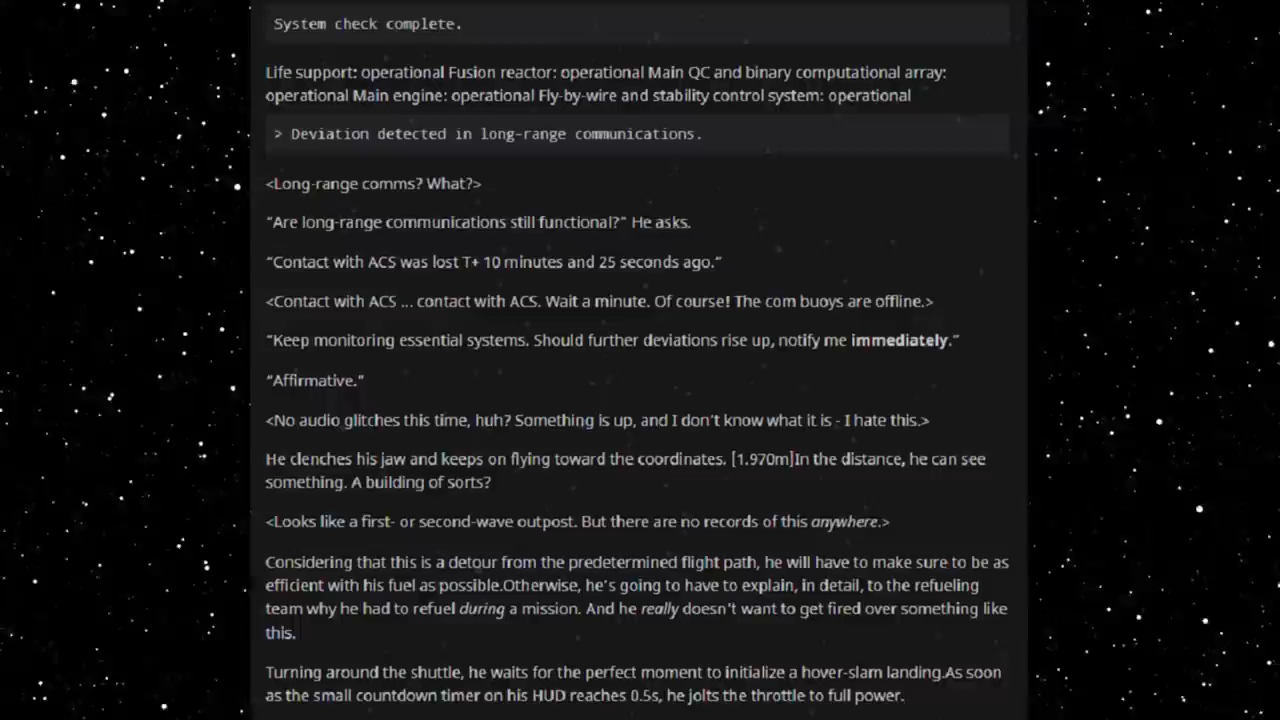 System check complete.
Life support: operational Fusion reactor: operational Main QC and binary computational array:
operational Main engine: operational Fly-by-wire and stability control system: operational
> Deviation detected in long-range communications.
<Long-range comms? What?>
“Are long-range communications still functional?” He asks.
“Contact with ACS was lost T+ 10 minutes and 25 seconds ago.”
<Contact with ACS ... contact with ACS. Wait a minute. Of course! The com buoys are offline.>
“Keep monitoring essential systems. Should further deviations rise up, notify me immediately.”
“Affirmative.”
<No audio glitches this time, huh? Something is up, and I don’t know what it is - I hate this.>
He clenches his jaw and keeps on flying toward the coordinates. [1.970m]In the distance, he can see
something. A building of sorts?
<Looks like a first- or second-wave outpost. But there are no records of this anywhere.>
Considering that this is a detour from the predetermined flight path, he will have to make sure to be as
efficient with his fuel as possible.Otherwise, he’s going to have to explain, in detail, to the refueling
team why he had to refuel during a mission. And he really doesn’t want to get fired over something like
this.
Turning around the shuttle, he waits for the perfect moment to initialize a hover-slam landing.As soon
as the small countdown timer on his HUD reaches 0.5s, he jolts the throttle to full power.